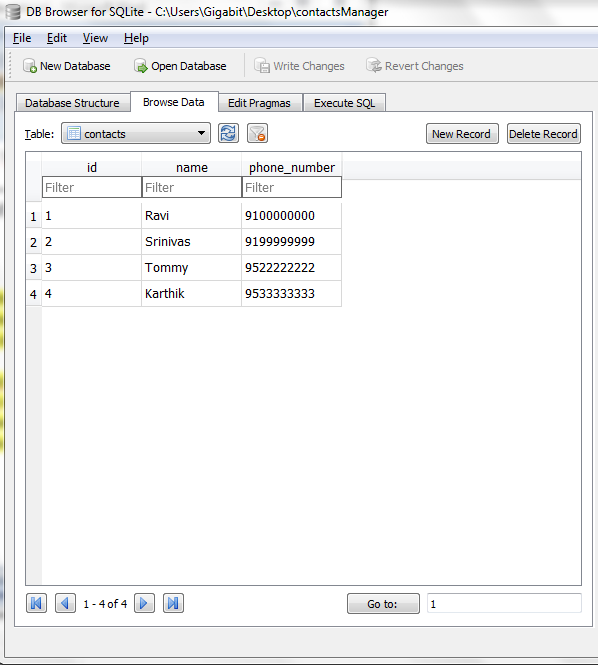 DB Browser for SQLite - C:\Users\Gigabit\Desktop\contactsManager
File Edit View Help
New Database Open Database Write Changes Revert Changes
Database Structure Browse Data Edit Pragmas Execute SQL
Table: contacts New Record Delete Record
id name phone_number
Filter Filter Filter
1 1 Ravi 9100000000
2 2 Srinivas 9199999999
3 3 Tommy 9522222222
4 4 Karthik 9533333333
1 - 4 of 4 Go to: 1